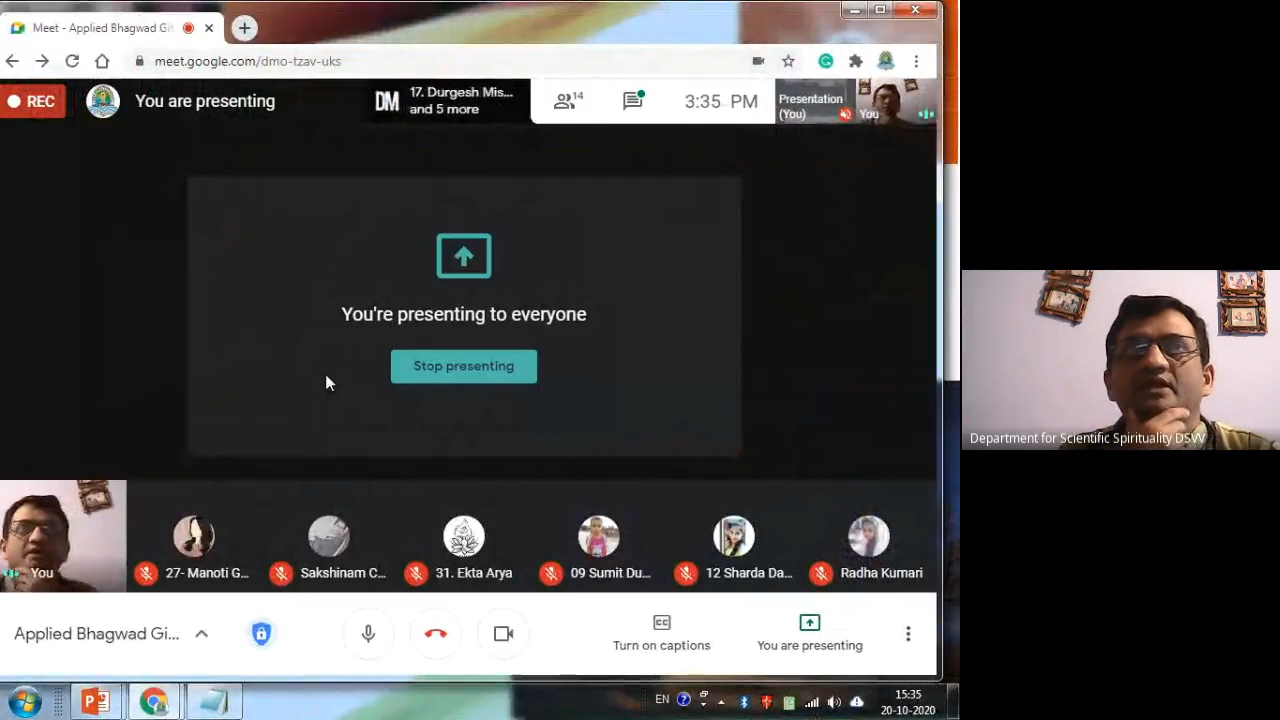 Meet - Applied Bhagwad Gi
meet.google.com/dmo-tzav-uks
REC
You are presenting
DM
17. Durgesh Mis...
and 5 more
14
3:35 PM
Presentation
(You)
You
You're presenting to everyone
Stop presenting
Department for Scientific Spirituality DSVV
You
27- Manoti G...
Sakshinam C...
31. Ekta Arya
09 Sumit Du...
12 Sharda Da...
Radha Kumari
Applied Bhagwad Gi...
CC
Turn on captions
You are presenting
EN
15:35
20-10-2020